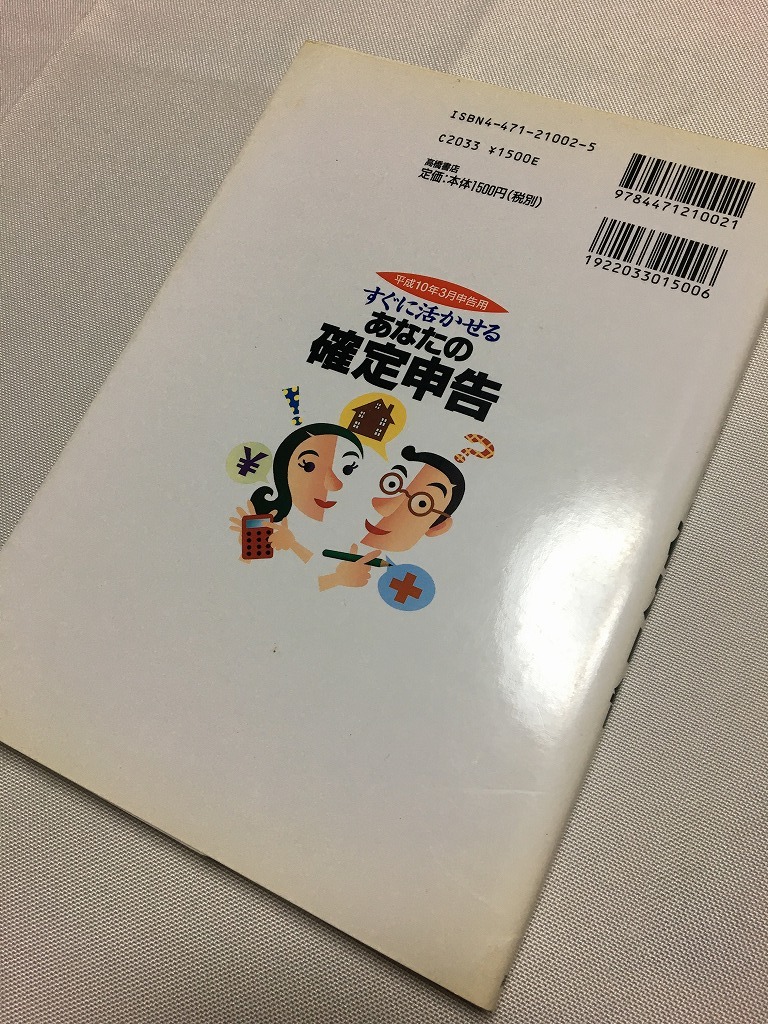 ISBN4-471-21002-5
C2033 ¥1500E
高橋書店
定価:本体1500円(税別)
9784471210021
1922033015006
平成10年3月申告用
すぐに活かせる
あなたの
確定申告
!
?
¥